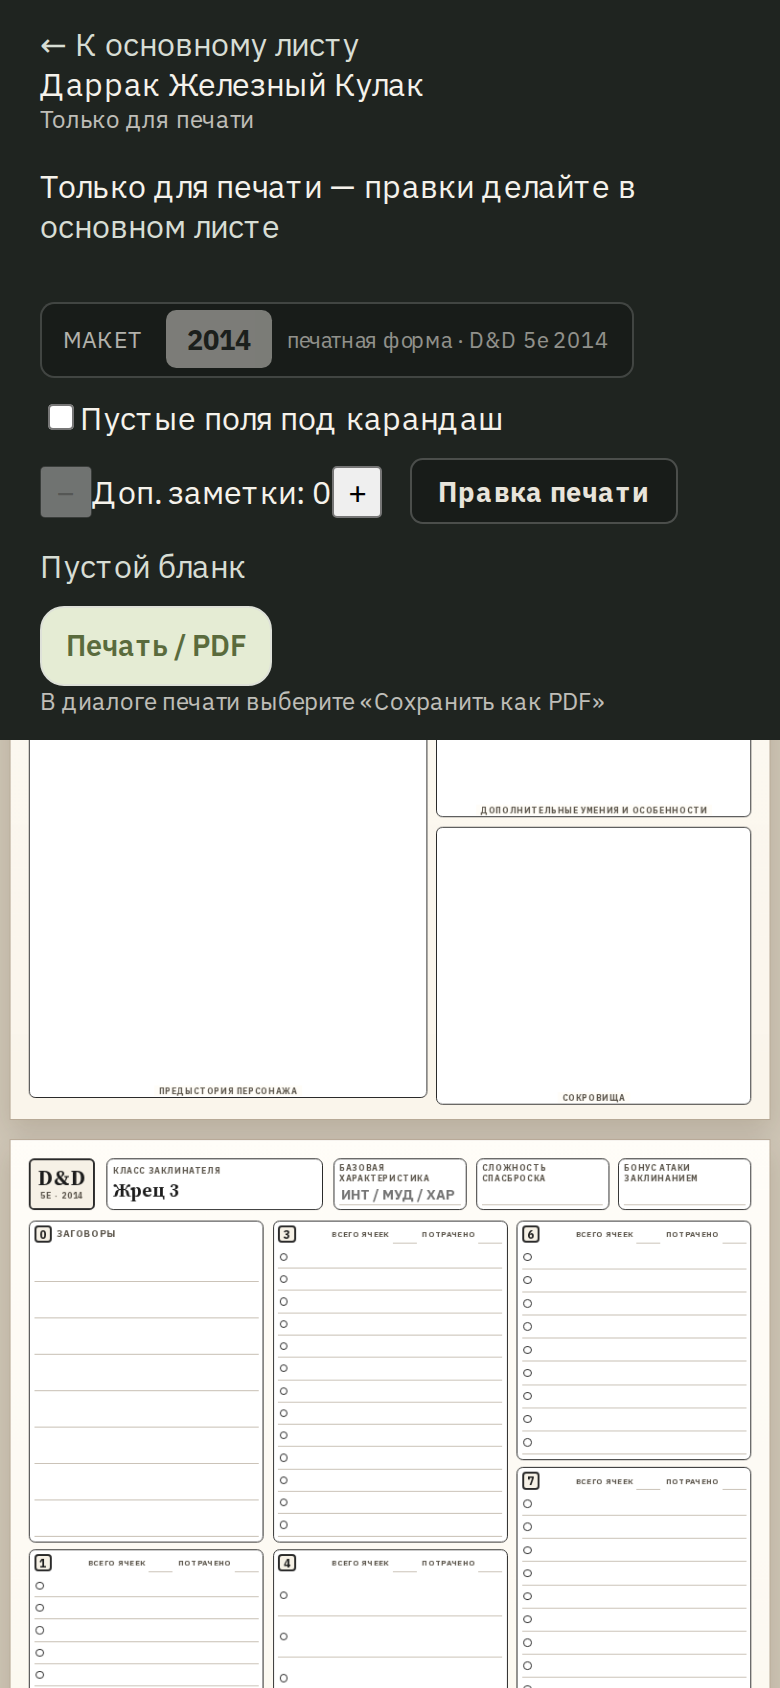 ← К основному листу
Даррак Железный Кулак
Только для печати
Только для печати — правки делайте в
основном листе
МАКЕТ 2014 печатная форма · D&D 5e 2014
Пустые поля под карандаш
− Доп. заметки: 0 + Правка печати
Пустой бланк
Печать / PDF
В диалоге печати выберите «Сохранить как PDF»
ДОПОЛНИТЕЛЬНЫЕ УМЕНИЯ И ОСОБЕННОСТИ
ПРЕДЫСТОРИЯ ПЕРСОНАЖА
СОКРОВИЩА
D&D
5E · 2014
КЛАСС ЗАКЛИНАТЕЛЯ
Жрец 3
БАЗОВАЯ
ХАРАКТЕРИСТИКА
ИНТ / МУД / ХАР
СЛОЖНОСТЬ
СПАСБРОСКА
БОНУС АТАКИ
ЗАКЛИНАНИЕМ
0 ЗАГОВОРЫ
3 ВСЕГО ЯЧЕЕК ПОТРАЧЕНО
6 ВСЕГО ЯЧЕЕК ПОТРАЧЕНО
7 ВСЕГО ЯЧЕЕК ПОТРАЧЕНО
1 ВСЕГО ЯЧЕЕК ПОТРАЧЕНО
4 ВСЕГО ЯЧЕЕК ПОТРАЧЕНО